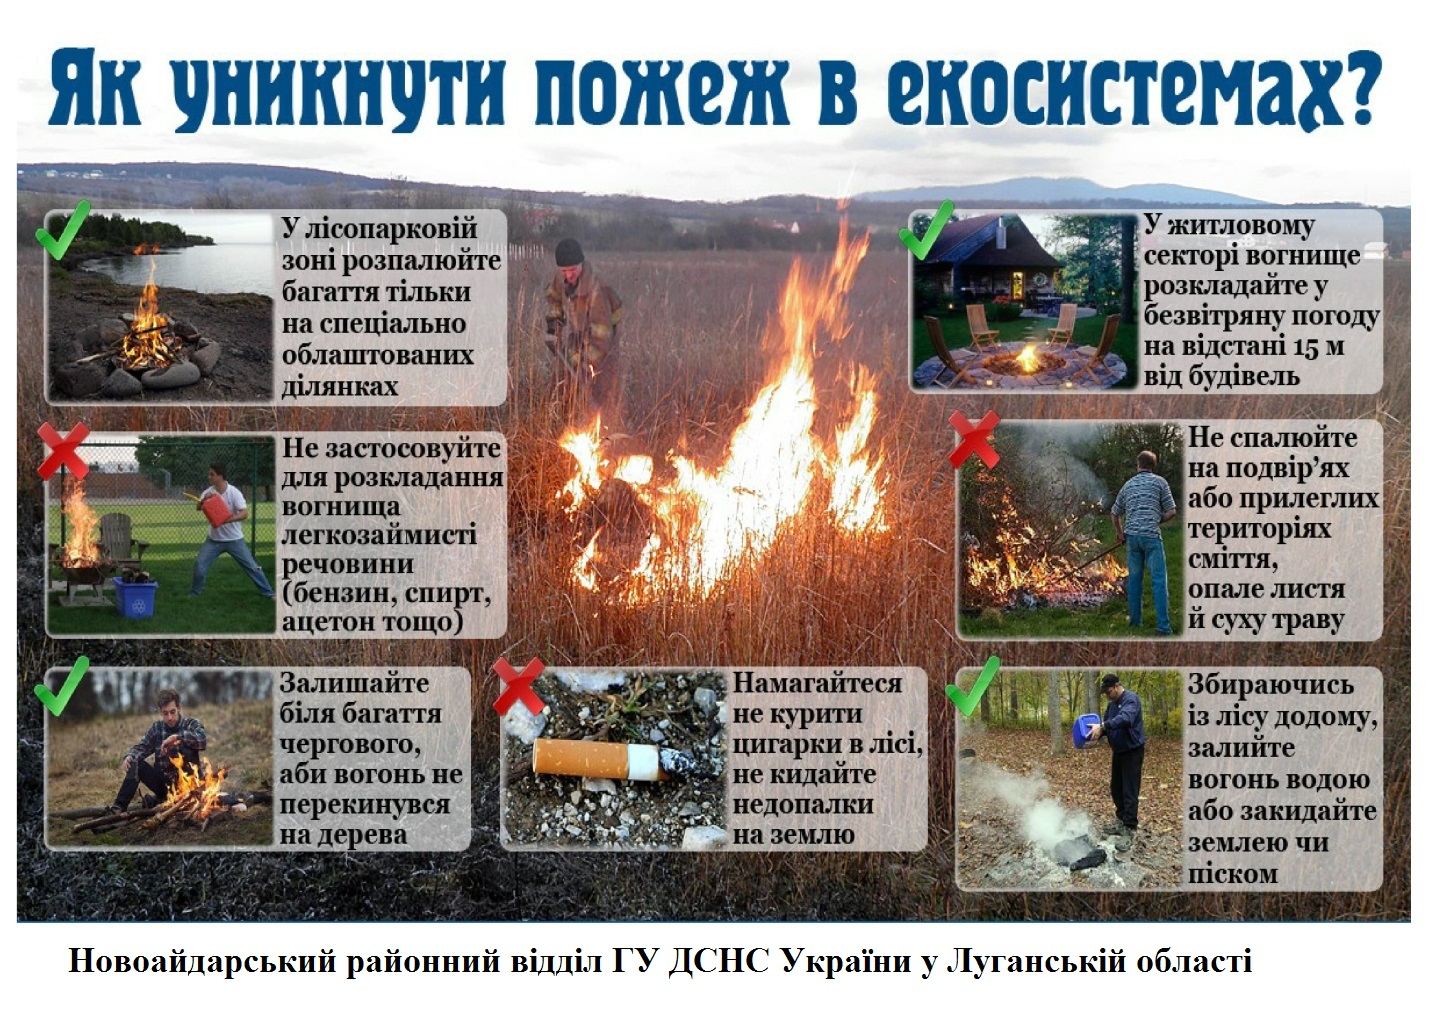 Як уникнути пожеж в екосистемах?
У лісопарковій
зоні розпалюйте
багаття тільки
на спеціально
облаштованих
ділянках
У житловому
секторі вогнище
розкладайте у
безвітряну погоду
на відстані 15 м
від будівель
Не застосовуйте
для розкладання
вогнища
легкозаймисті
речовини
(бензин, спирт,
ацетон тощо)
Не спалюйте
на подвір’ях
або прилеглих
територіях
сміття,
опале листя
й суху траву
Залишайте
біля багаття
чергового,
аби вогонь не
перекинувся
на дерева
Намагайтеся
не курити
цигарки в лісі,
не кидайте
недопалки
на землю
Збираючись
із лісу додому,
залийте
вогонь водою
або закидайте
землею чи
піском
Новоайдарський районний відділ ГУ ДСНС України у Луганській області